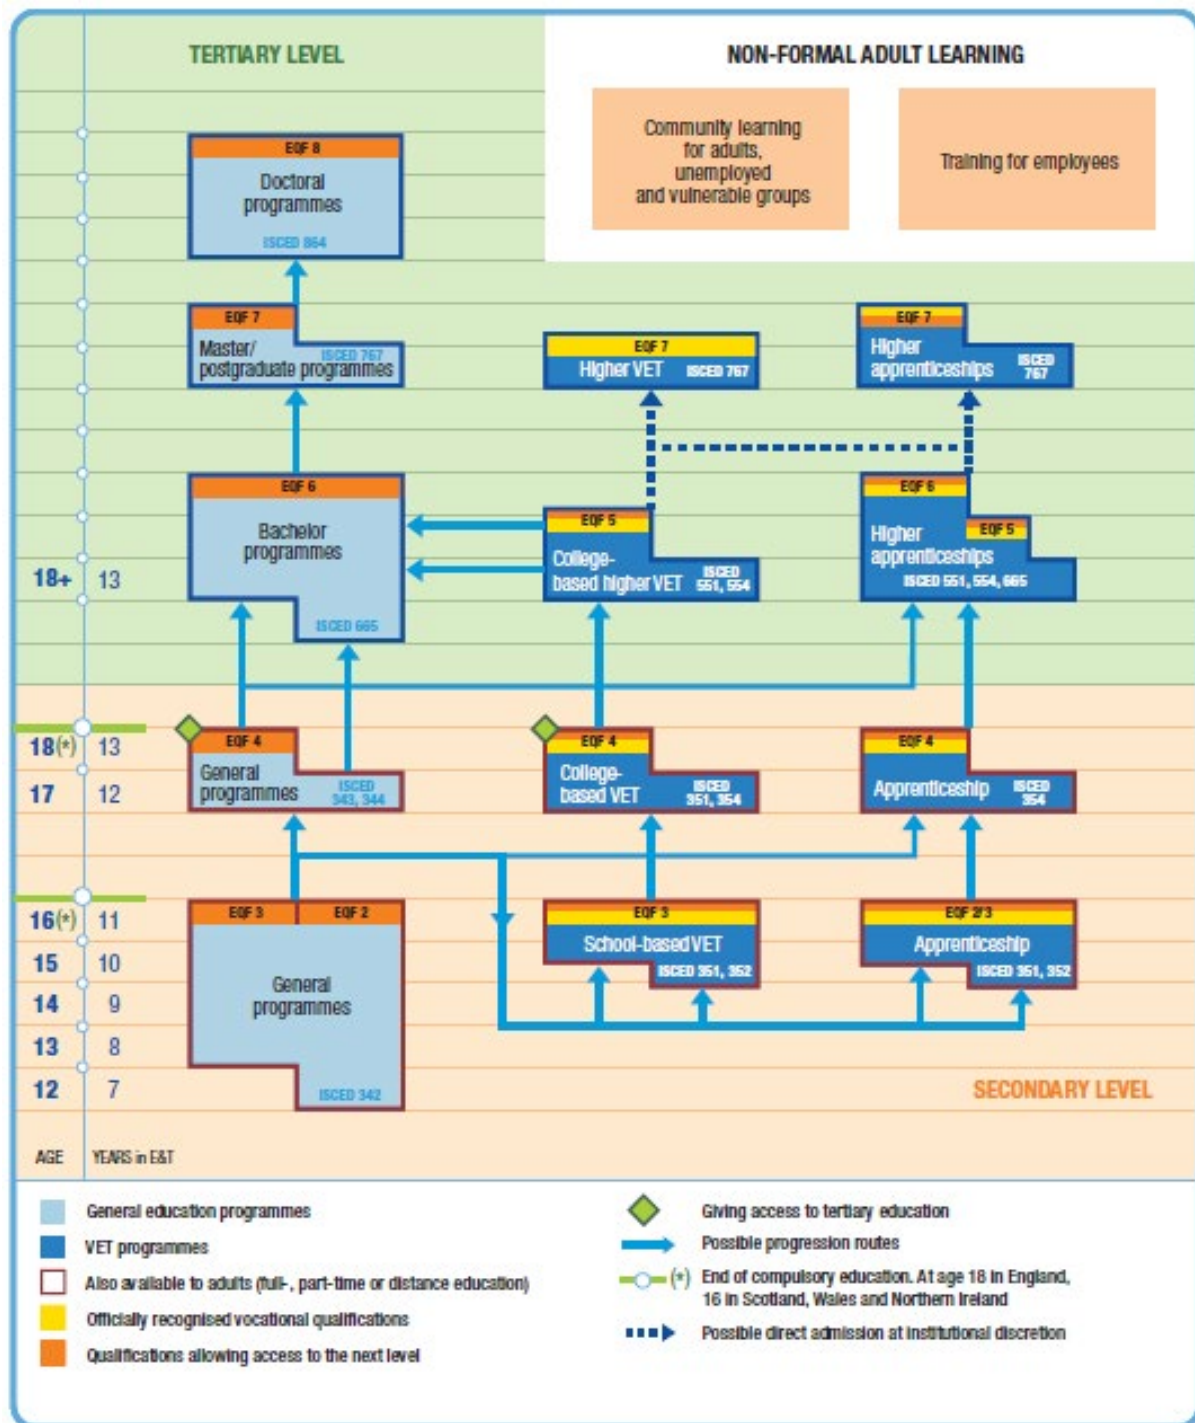 TERTIARY LEVEL
NON-FORMAL ADULT LEARNING
Community learning
for adults,
unemployed
and vulnerable groups
Training for employees
EQF 8
Doctoral
programmes
ISCED 864
EQF 7
Master/
postgraduate programmes
ISCED 767
EQF 7
Higher VET ISCED 767
EQF 7
Higher
apprenticeships
ISCED
767
EQF 6
Bachelor
programmes
ISCED 665
EQF 5
College-
based higher VET
ISCED
551, 554
EQF 6
EQF 5
Higher
apprenticeships
ISCED 551, 554, 665
18+ 13
18(*) 13
17 12
EQF 4
General
programmes
ISCED
343, 344
EQF 4
College-
based VET
ISCED
351, 354
EQF 4
Apprenticeship
ISCED
354
16(*) 11
15 10
14 9
13 8
12 7
EQF 3 EQF 2
General
programmes
ISCED 342
EQF 3
School-based VET
ISCED 351, 352
EQF 2/3
Apprenticeship
ISCED 351, 352
SECONDARY LEVEL
AGE YEARS in E&T
General education programmes
VET programmes
Also available to adults (full-, part-time or distance education)
Officially recognised vocational qualifications
Qualifications allowing access to the next level
Giving access to tertiary education
Possible progression routes
(*) End of compulsory education. At age 18 in England,
16 in Scotland, Wales and Northern Ireland
Possible direct admission at institutional discretion